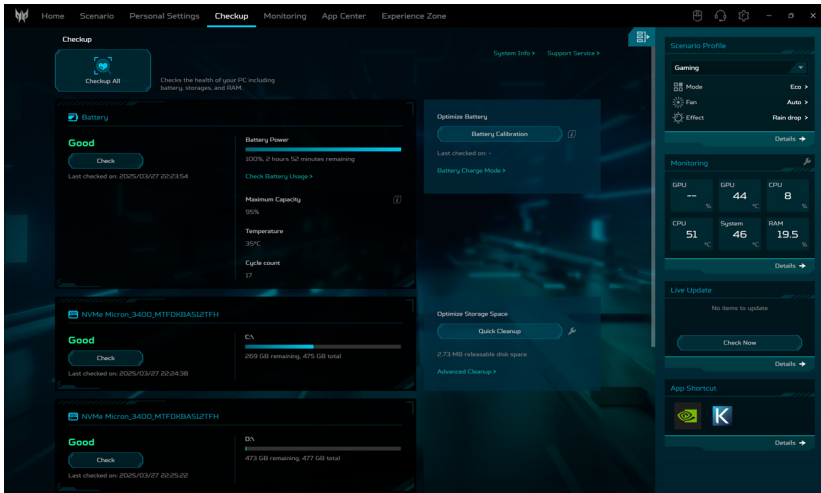 Home Scenario Personal Settings Checkup Monitoring App Center Experience Zone
Checkup
System Info > Support Service >
Checkup All
Checks the health of your PC including
battery, storages, and RAM.
Battery
Good
Check
Last checked on: 2025/03/27 22:23:54
Battery Power
100%, 2 hours 52 minutes remaining
Check Battery Usage >
Maximum Capacity
95%
Temperature
35°C
Cycle count
17
Optimize Battery
Battery Calibration
Last checked on: -
Battery Charge Mode >
NVMe Micron_3400_MTFDKBA512TFH
Good
Check
Last checked on: 2025/03/27 22:24:38
C:\
269 GB remaining, 475 GB total
Optimize Storage Space
Quick Cleanup
2.73 MB releasable disk space
Advanced Cleanup >
NVMe Micron_3400_MTFDKBA512TFH
Good
Check
Last checked on: 2025/03/27 22:25:22
D:\
473 GB remaining, 477 GB total
Scenario Profile
Gaming
Mode Eco >
Fan Auto >
Effect Rain drop >
Details
Monitoring
GPU
-- %
GPU
44 °C
CPU
8 %
CPU
51 °C
System
46 °C
RAM
19.5 %
Details
Live Update
No items to update
Check Now
Details
App Shortcut
K
Details